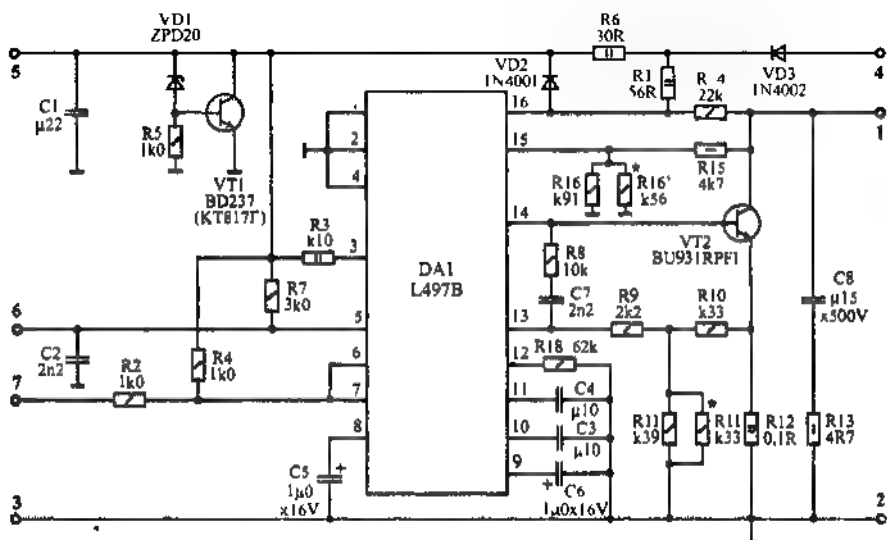 VD1
ZPD20
5
C1
µ22
R5
1k0
VT1
BD237
(KT817Г)
R3
k10
R7
3k0
6
C2
2n2
7
R2
1k0
R4
1k0
C5
1µ0
x16V
3
1
2
4
3
5
6
7
8
DA1
L497B
16
15
14
13
12
11
10
9
VD2
1N4001
R6
30R
R1
56R
R 4
22k
VD3
1N4002
4
1
R15
4k7
R16
k91
*
R16'
k56
VT2
BU931RPF1
R8
10k
C7
2n2
R9
2k2
R10
k33
C8
µ15
x500V
R18 62k
C4
µ10
C3
µ10
C6
1µ0x16V
R11
k39
*
R11
k33
R12
0,1R
R13
4R7
2